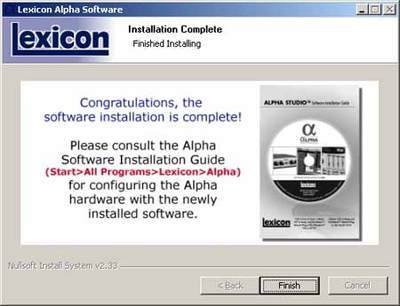 Lexicon Alpha Software
lexicon
Installation Complete
Finished Installing
Congratulations, the
software installation is complete!
Please consult the Alpha
Software Installation Guide
(Start>All Programs>Lexicon>Alpha)
for configuring the Alpha
hardware with the newly
installed software.
ALPHA STUDIO™ Software Installation Guide
α
ALPHA
lexicon
Nullsoft Install System v2.33
< Back
Finish
Cancel